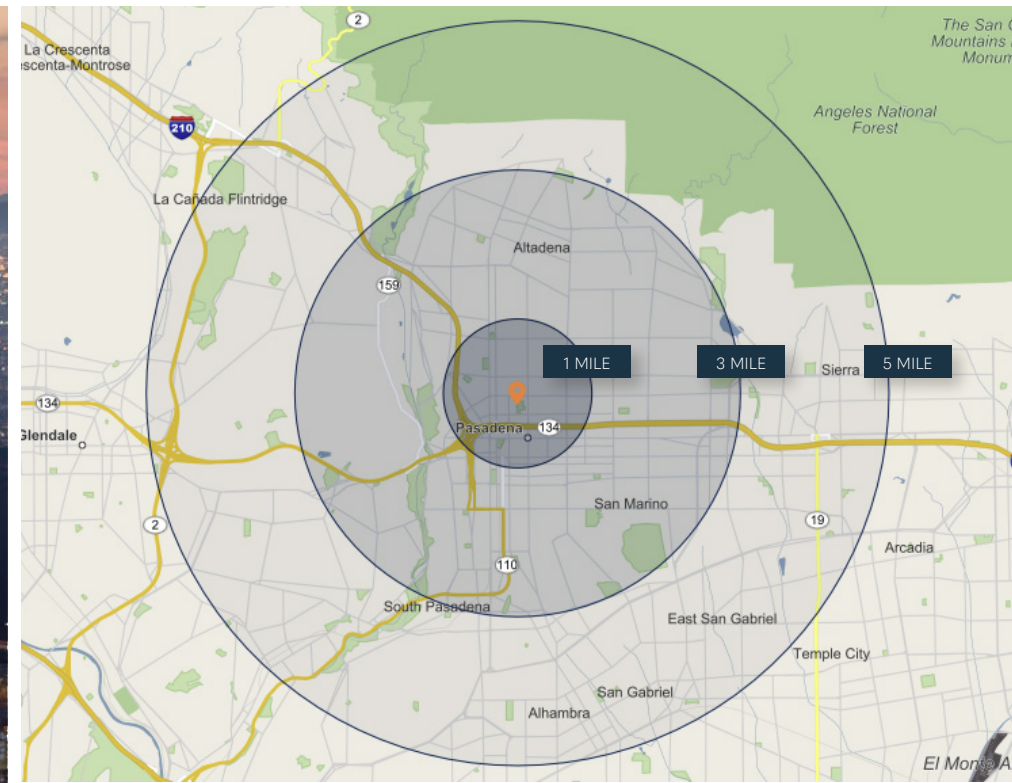 2
The San G
Mountains
Monum
La Crescenta
escenta-Montrose
Angeles National
Forest
210
La Cañada Flintridge
Altadena
159
1 MILE
3 MILE
Sierra
5 MILE
134
Glendale
Pasadena
134
San Marino
2
19
Arcadia
110
South Pasadena
East San Gabriel
Temple City
San Gabriel
Alhambra
El Monte A